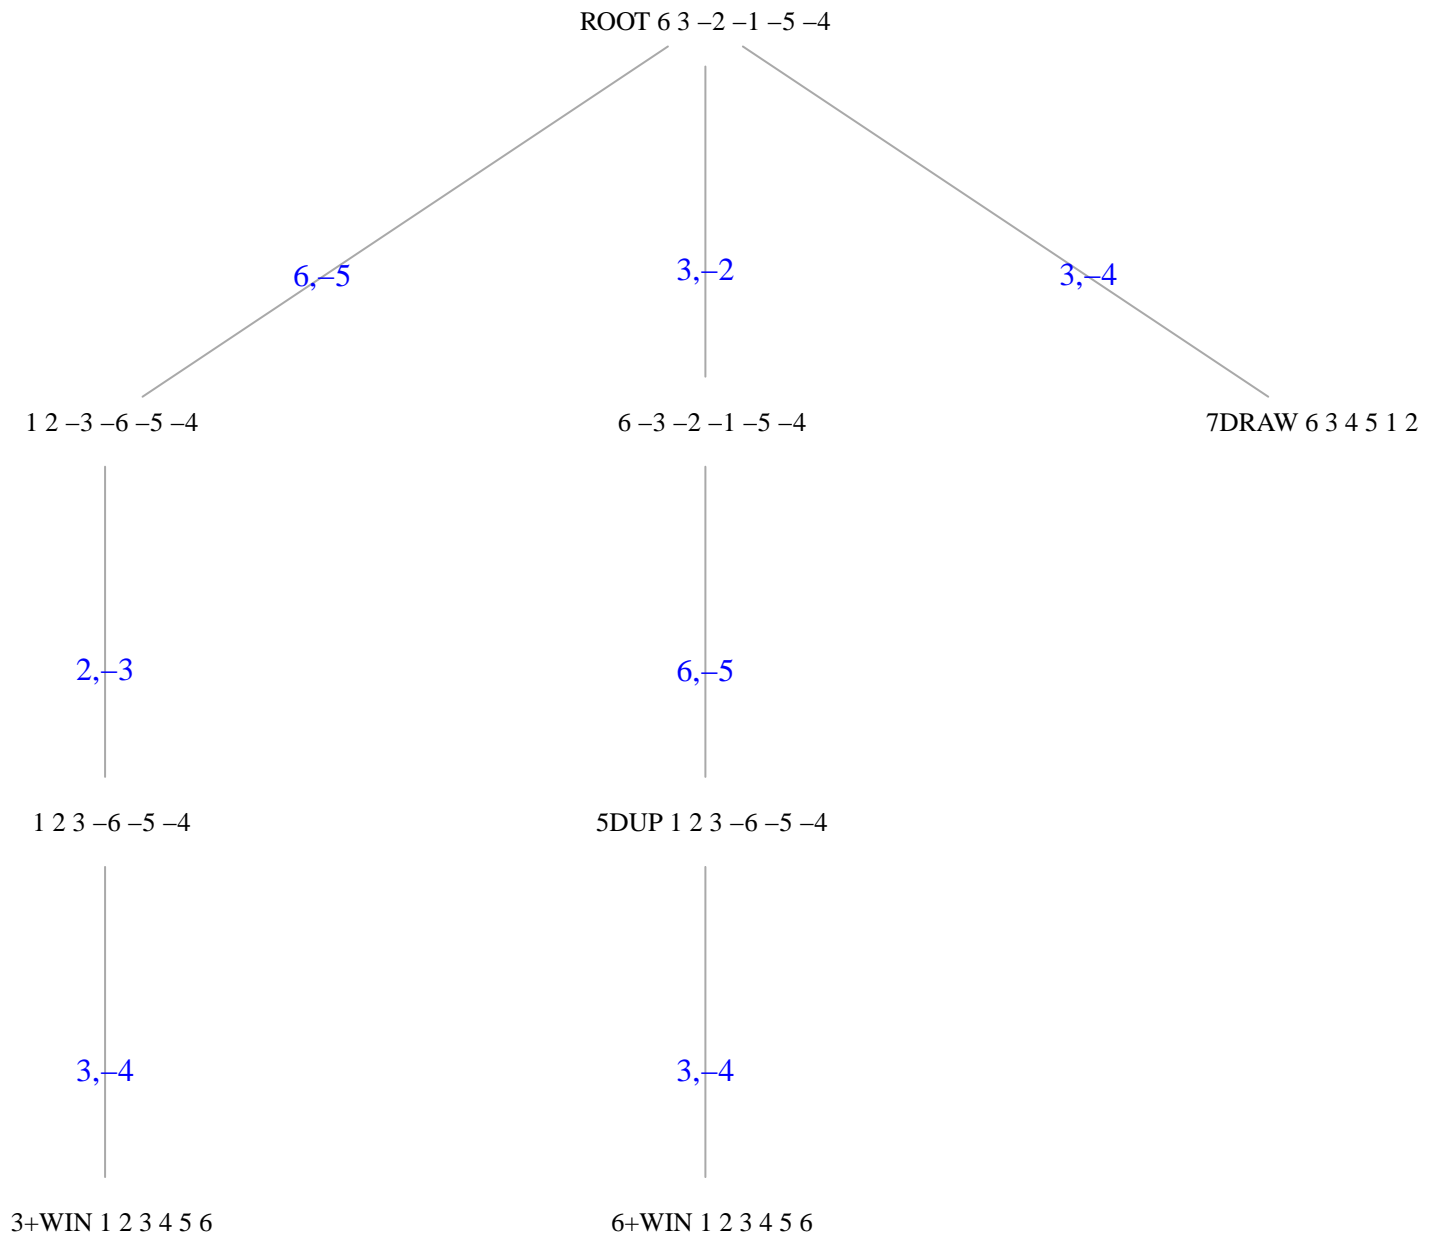 ROOT 6 3 –2 –1 –5 –4
6,–5
3,–2
3,–4
1 2 –3 –6 –5 –4
6 –3 –2 –1 –5 –4
7DRAW 6 3 4 5 1 2
2,–3
6,–5
1 2 3 –6 –5 –4
5DUP 1 2 3 –6 –5 –4
3,–4
3,–4
3+WIN 1 2 3 4 5 6
6+WIN 1 2 3 4 5 6